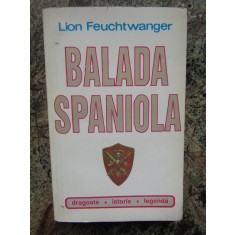 Lion Feuchtwanger
BALADA
SPANIOLA
dragoste • istorie • legenda